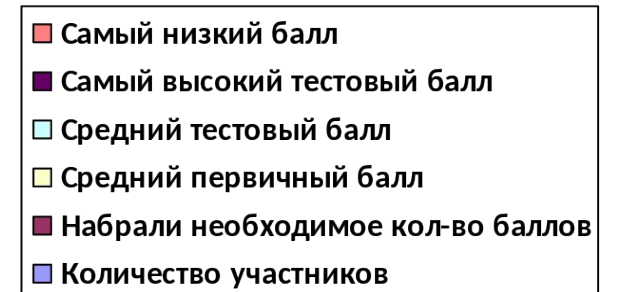 Самый низкий балл
Самый высокий тестовый балл
Средний тестовый балл
Средний первичный балл
Набрали необходимое кол-во баллов
Количество участников